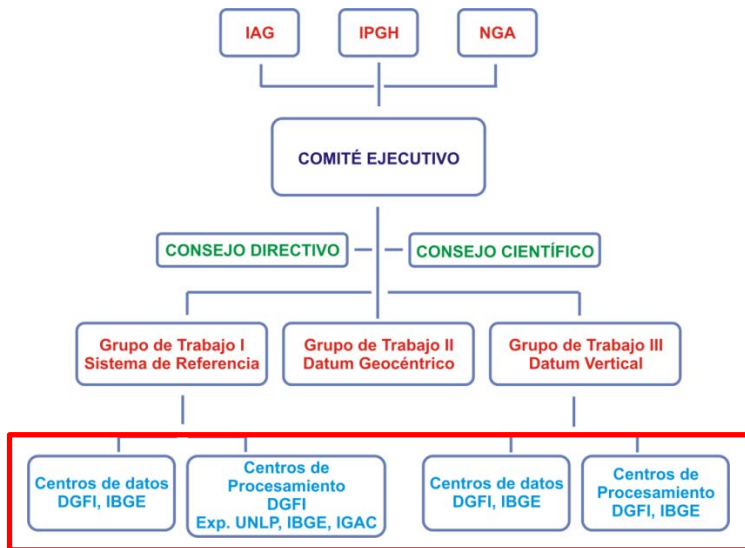 IAG
IPGH
NGA
COMITÉ EJECUTIVO
CONSEJO DIRECTIVO
CONSEJO CIENTÍFICO
Grupo de Trabajo I
Sistema de Referencia
Grupo de Trabajo II
Datum Geocéntrico
Grupo de Trabajo III
Datum Vertical
Centros de datos
DGFI, IBGE
Centros de
Procesamiento
DGFI
Exp. UNLP, IBGE, IGAC
Centros de datos
DGFI, IBGE
Centros de
Procesamiento
DGFI, IBGE